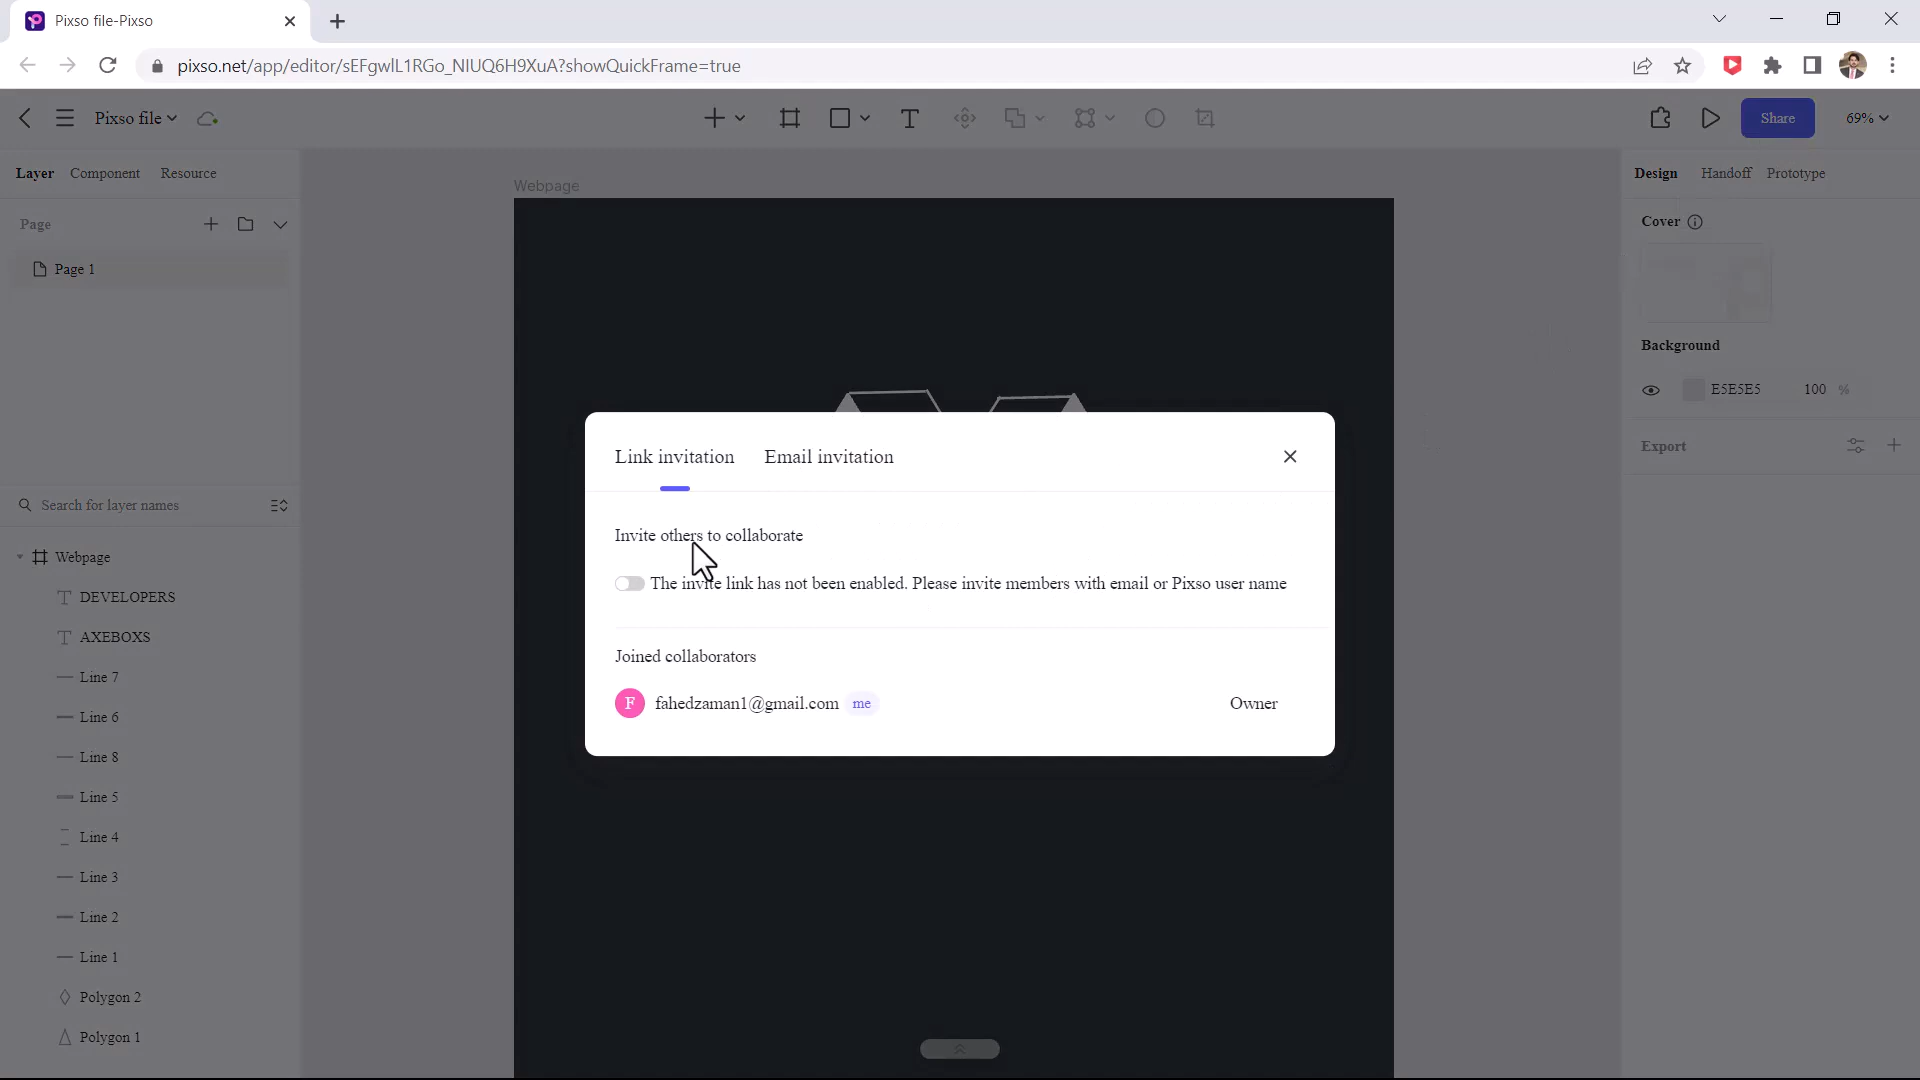 Pixso file-Pixso
pixso.net/app/editor/sEFgwlL1RGo_NIUQ6H9XuA?showQuickFrame=true
Pixso file
Share
69%
Layer Component Resource
Page
Page 1
Search for layer names
Webpage
DEVELOPERS
AXEBOXS
Line 7
Line 6
Line 8
Line 5
Line 4
Line 3
Line 2
Line 1
Polygon 2
Polygon 1
Webpage
Link invitation Email invitation
Invite others to collaborate
The invite link has not been enabled. Please invite members with email or Pixso user name
Joined collaborators
F fahedzaman1@gmail.com me Owner
Design Handoff Prototype
Cover
Background
E5E5E5 100 %
Export